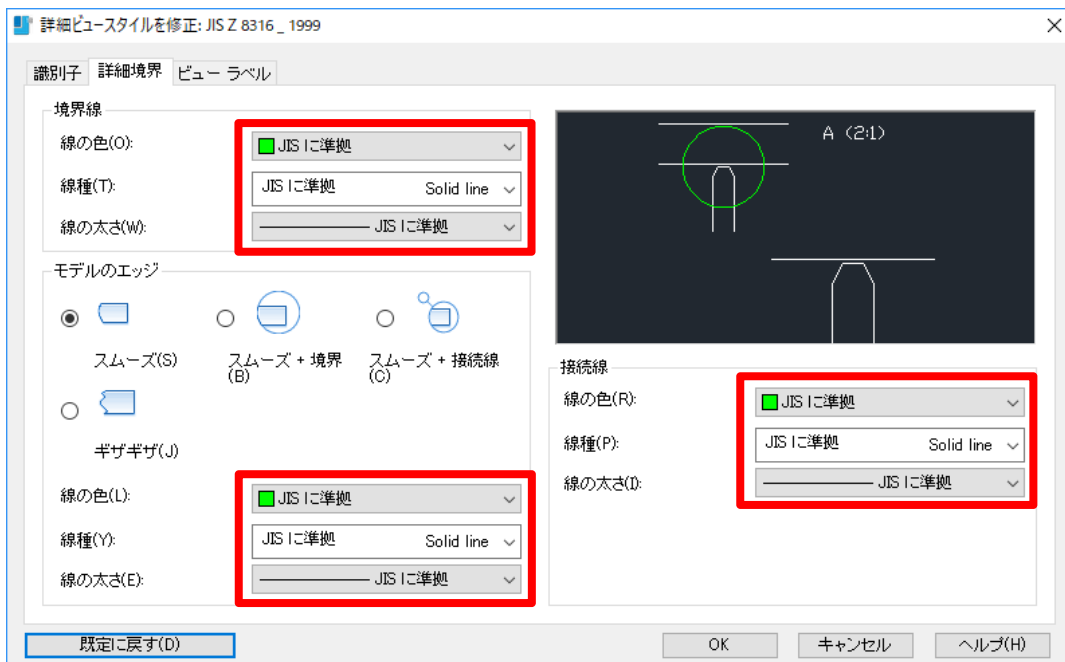 詳細ビュースタイルを修正: JIS Z 8316 _ 1999
識別子 詳細境界 ビュー ラベル
境界線
線の色(O): JIS に準拠
線種(T): JIS に準拠 Solid line
線の太さ(W): JIS に準拠
モデルのエッジ
スムーズ(S) スムーズ + 境界 スムーズ + 接続線
(B) (C)
ギザギザ(J)
線の色(L): JIS に準拠
線種(Y): JIS に準拠 Solid line
線の太さ(E): JIS に準拠
A (2:1)
接続線
線の色(R): JIS に準拠
線種(P): JIS に準拠 Solid line
線の太さ(I): JIS に準拠
既定に戻す(D) OK キャンセル ヘルプ(H)